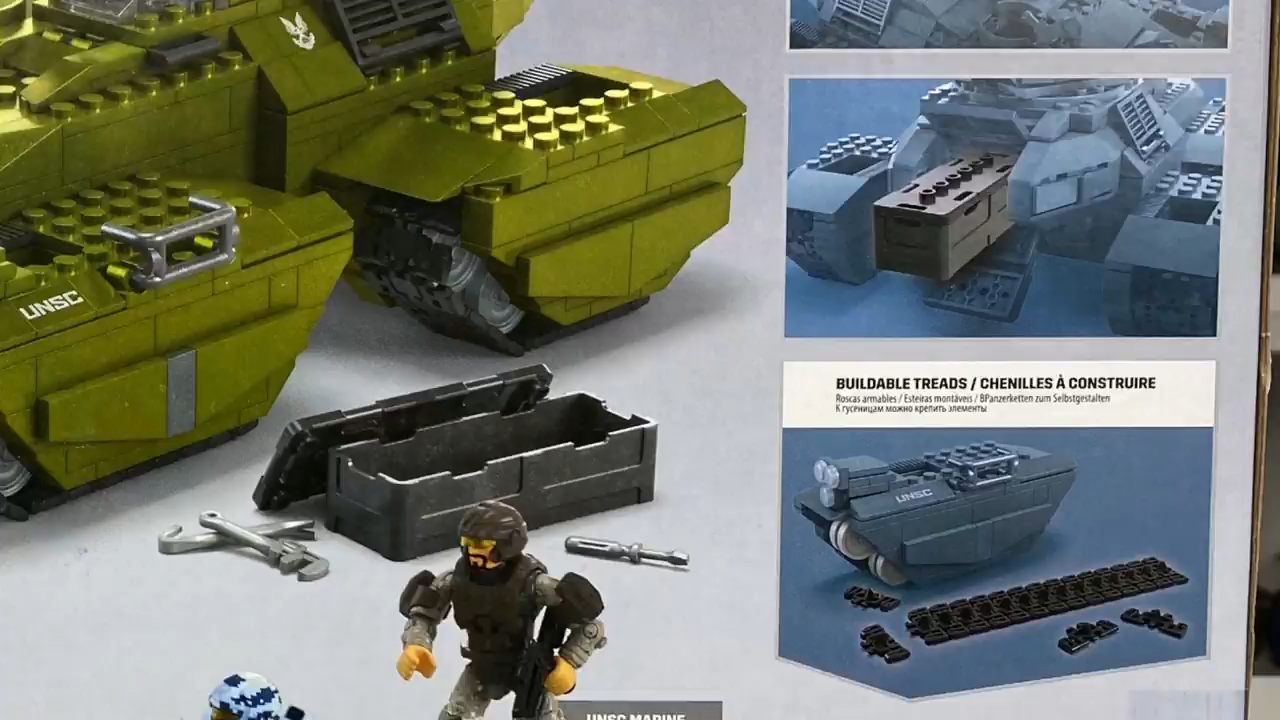 UNSC
BUILDABLE TREADS / CHENILLES À CONSTRUIRE
Roscas armables / Esteiras montáveis / BPanzerketten zum Selbstgestalten
К гусеницам можно крепить элементы
UNSC
UNSC MARINE